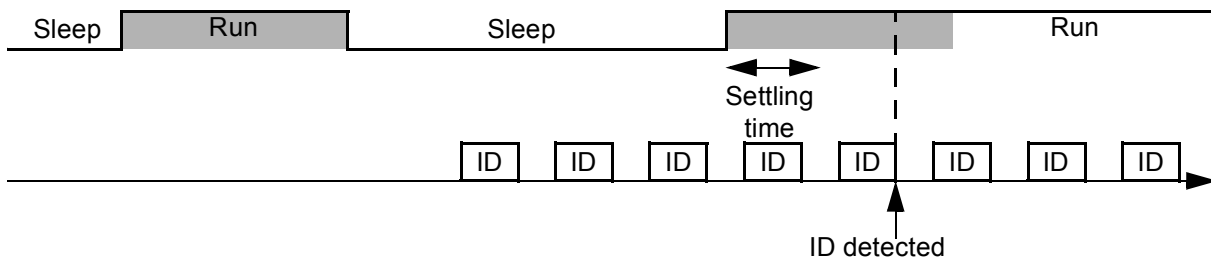 Sleep Run Sleep Run
Settling
time
ID ID ID ID ID ID ID ID
ID detected